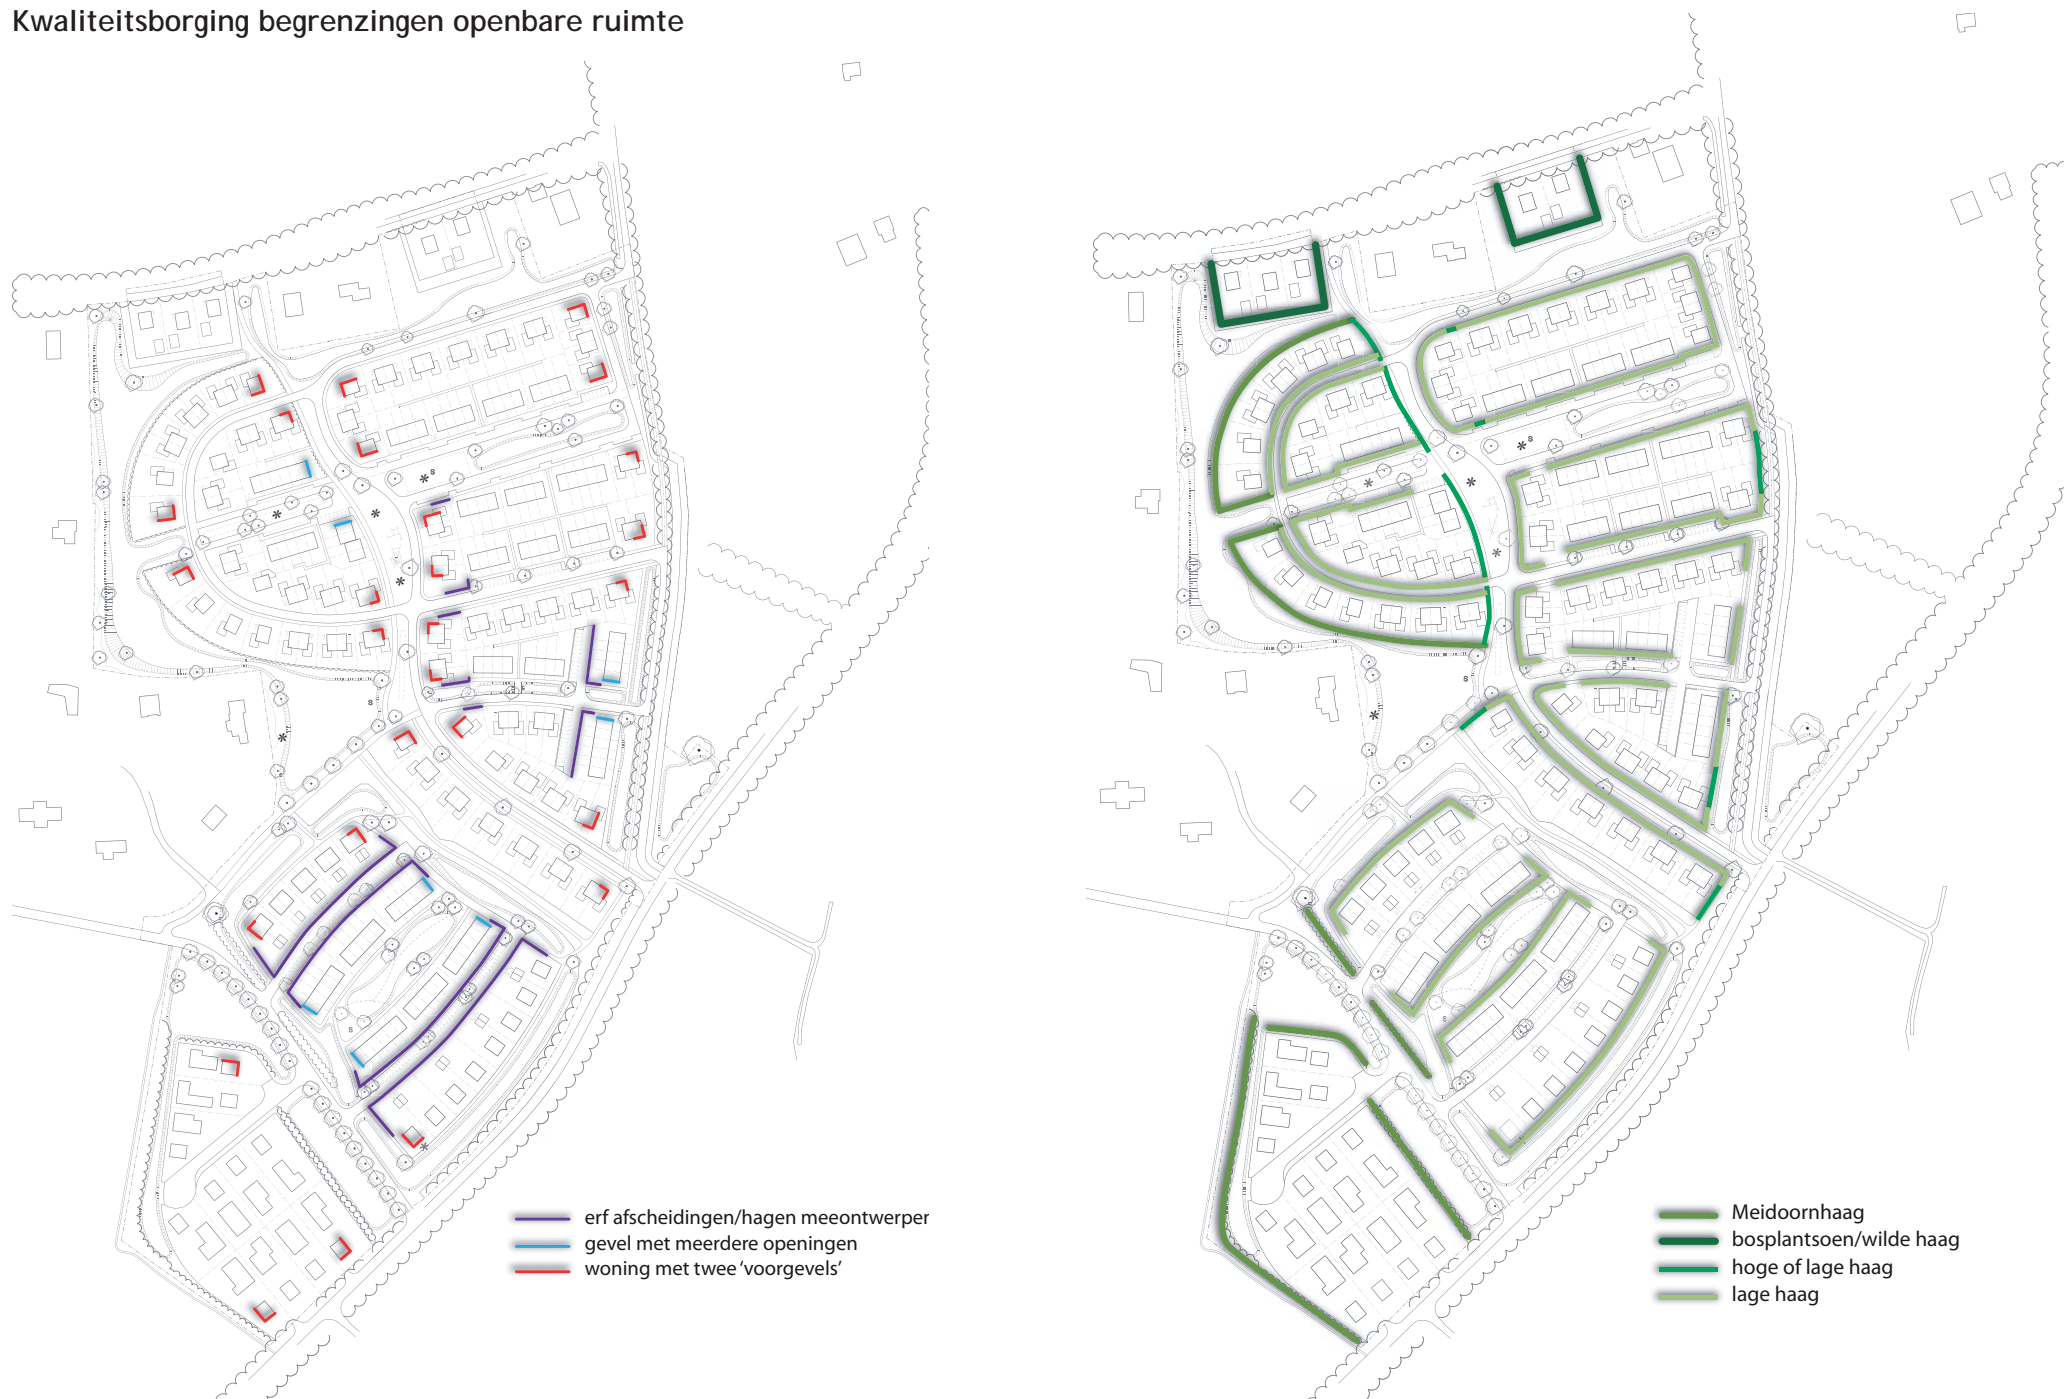 Kwaliteitsborging begrenzingen openbare ruimte
s
s
s
s
erf afscheidingen/hagen meeontwerper
gevel met meerdere openingen
woning met twee ‘voorgevels’
s
s
s
Meidoornhaag
bosplantsoen/wilde haag
hoge of lage haag
lage haag